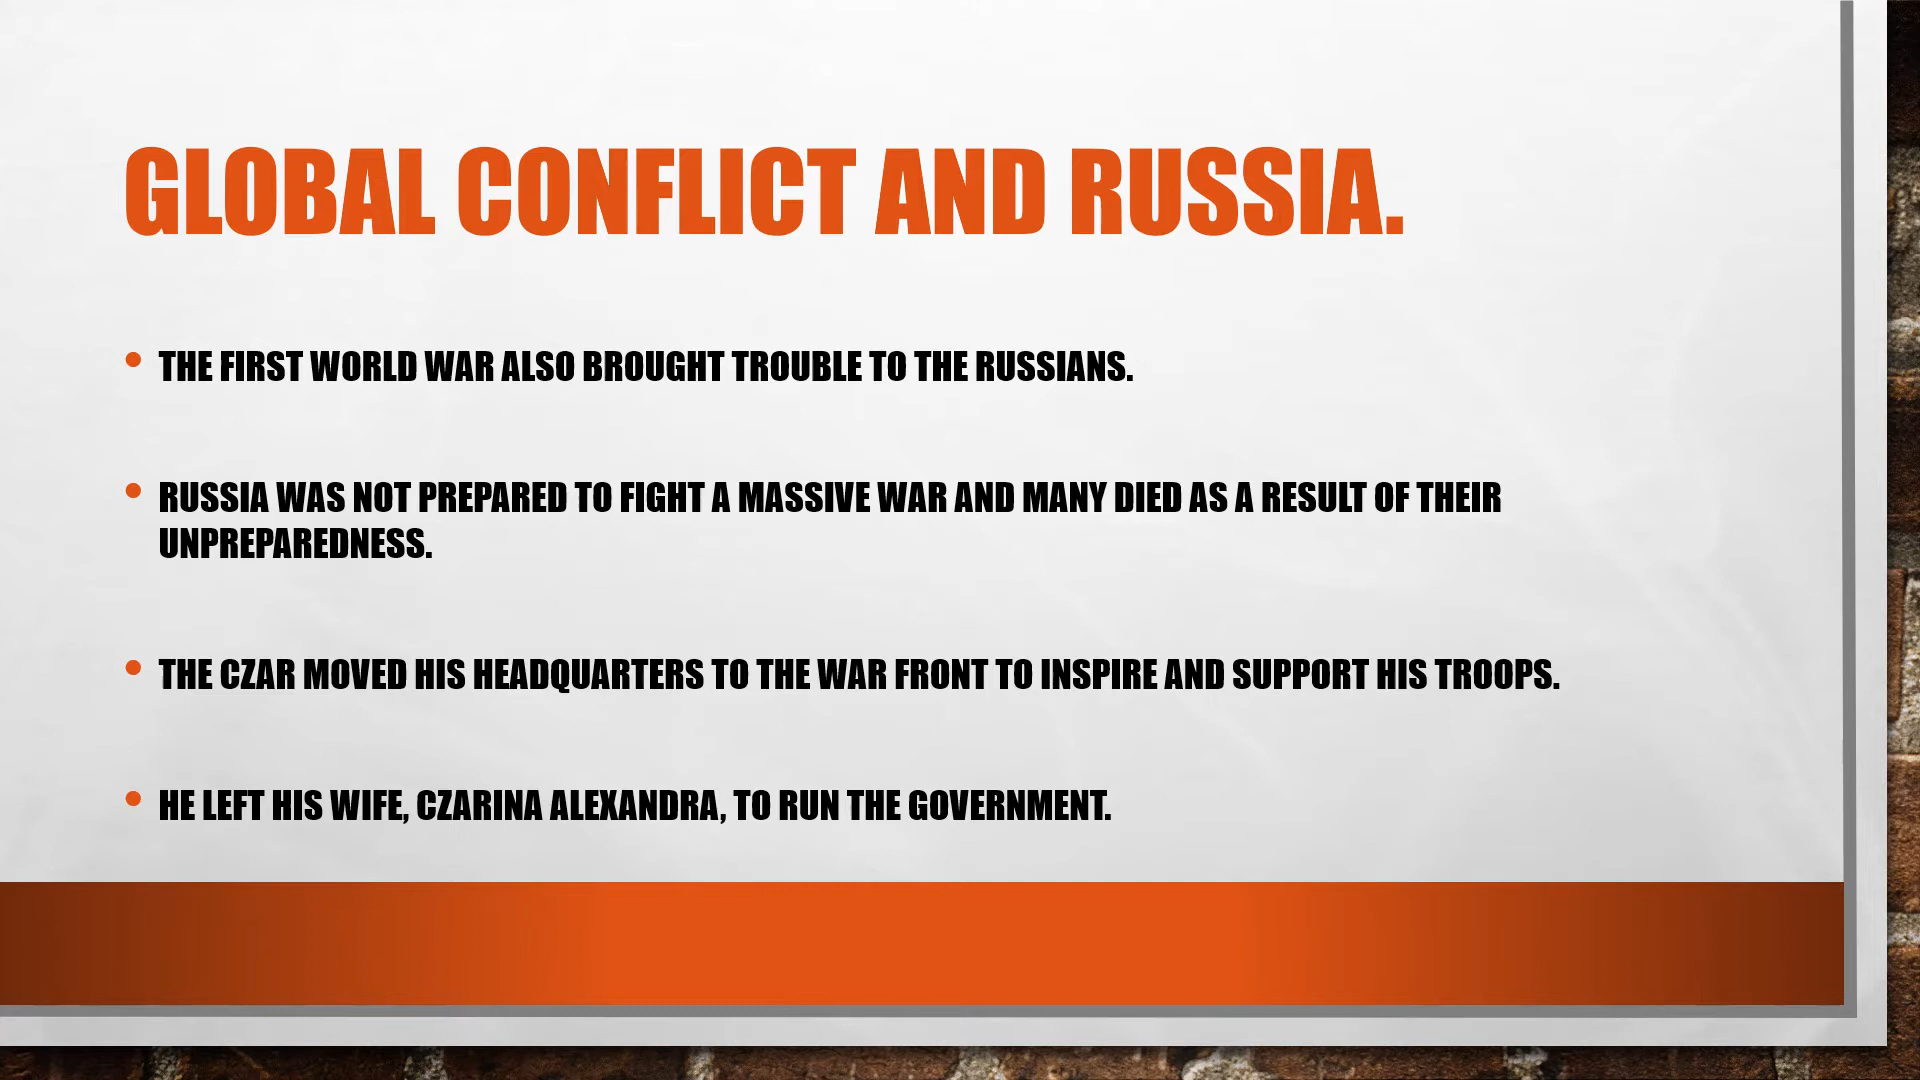 GLOBAL CONFLICT AND RUSSIA.
• THE FIRST WORLD WAR ALSO BROUGHT TROUBLE TO THE RUSSIANS.
• RUSSIA WAS NOT PREPARED TO FIGHT A MASSIVE WAR AND MANY DIED AS A RESULT OF THEIR
UNPREPAREDNESS.
• THE CZAR MOVED HIS HEADQUARTERS TO THE WAR FRONT TO INSPIRE AND SUPPORT HIS TROOPS.
• HE LEFT HIS WIFE, CZARINA ALEXANDRA, TO RUN THE GOVERNMENT.